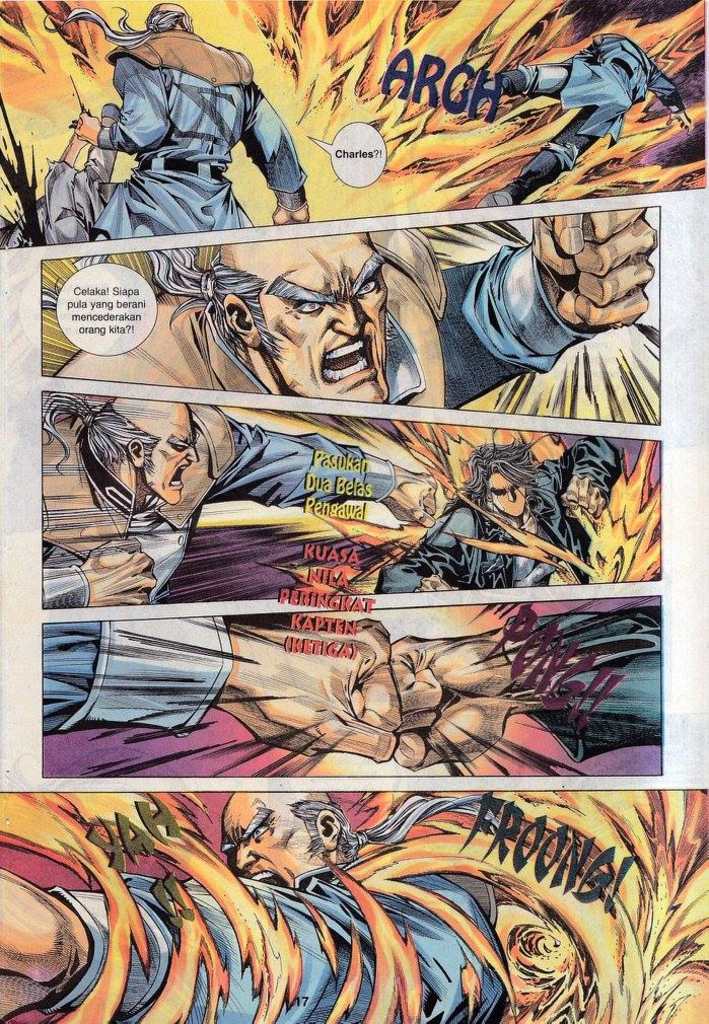 ARGH
Charles?!
Celaka! Siapa
pula yang berani
mencederakan
orang kita?!
Pasukan
Dua Belas
Pengawal
KUASA
NILA
PERINGKAT
KAPTEN
(KETIGA)
PONG!!
YAH
!!
FROONG!
17